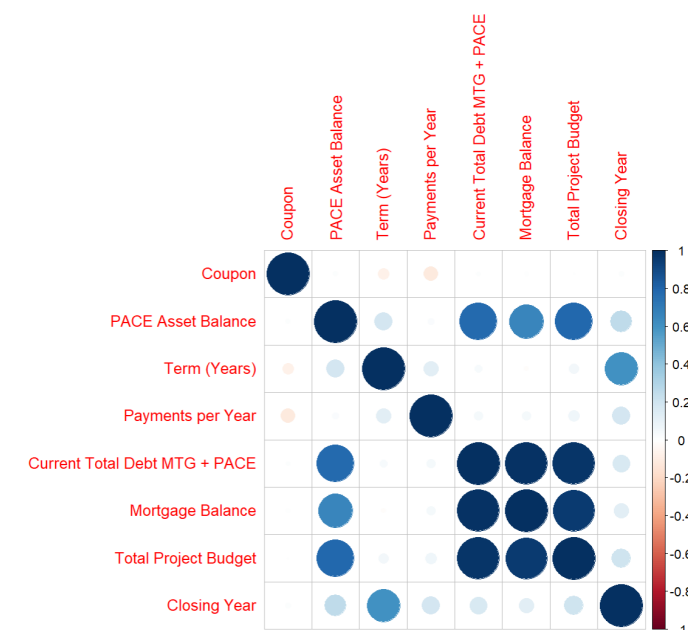 Coupon
PACE Asset Balance
Term (Years)
Payments per Year
Current Total Debt MTG + PACE
Mortgage Balance
Total Project Budget
Closing Year
Coupon
PACE Asset Balance
Term (Years)
Payments per Year
Current Total Debt MTG + PACE
Mortgage Balance
Total Project Budget
Closing Year
1
0.8
0.6
0.4
0.2
0
-0.2
-0.4
-0.6
-0.8
-1